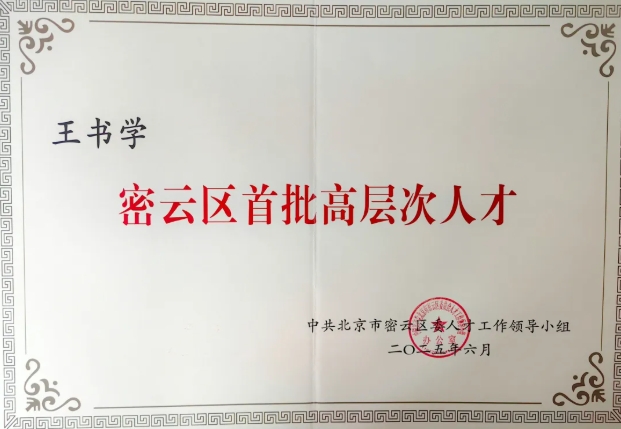 王书学
密云区首批高层次人才
中共北京市密云区委人才工作领导小组
二〇二五年六月
办公室